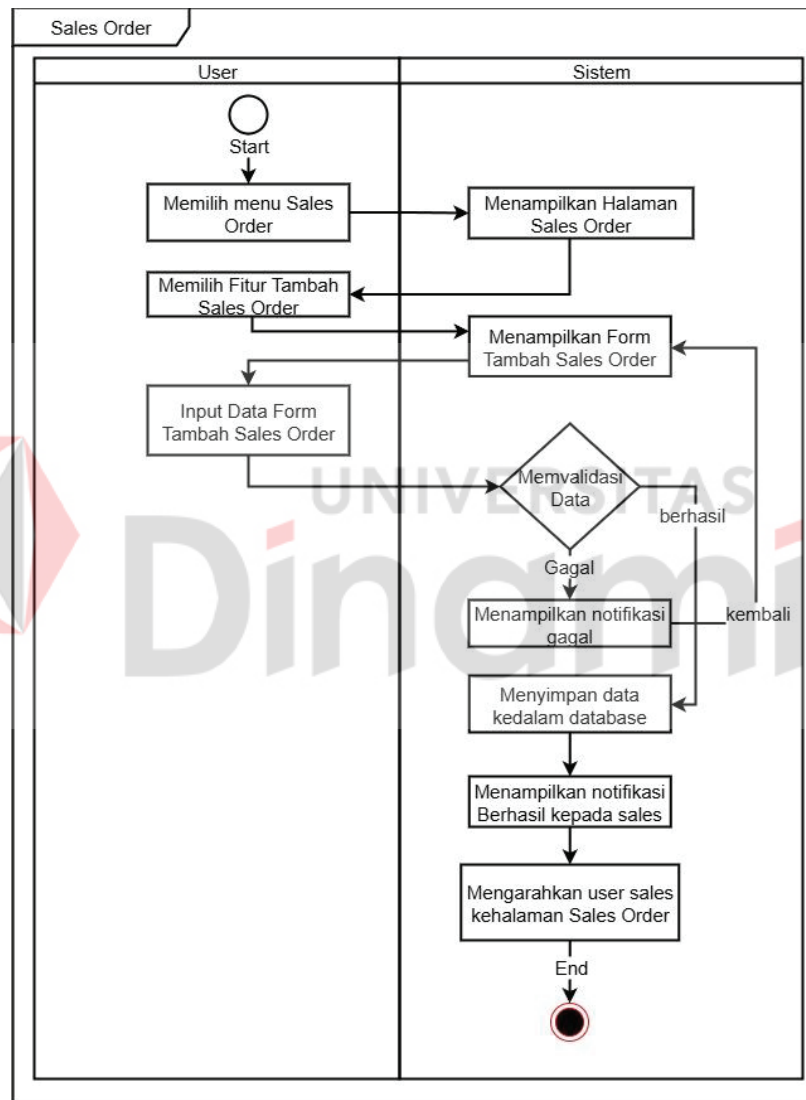 Sales Order
User
Sistem
Start
Memilih menu Sales
Order
Menampilkan Halaman
Sales Order
Memilih Fitur Tambah
Sales Order
Menampilkan Form
Tambah Sales Order
Input Data Form
Tambah Sales Order
Memvalidasi
Data
berhasil
Gagal
Menampilkan notifikasi
gagal
kembali
Menyimpan data
kedalam database
Menampilkan notifikasi
Berhasil kepada sales
Mengarahkan user sales
kehalaman Sales Order
End
UNIVERSITAS
Dinami